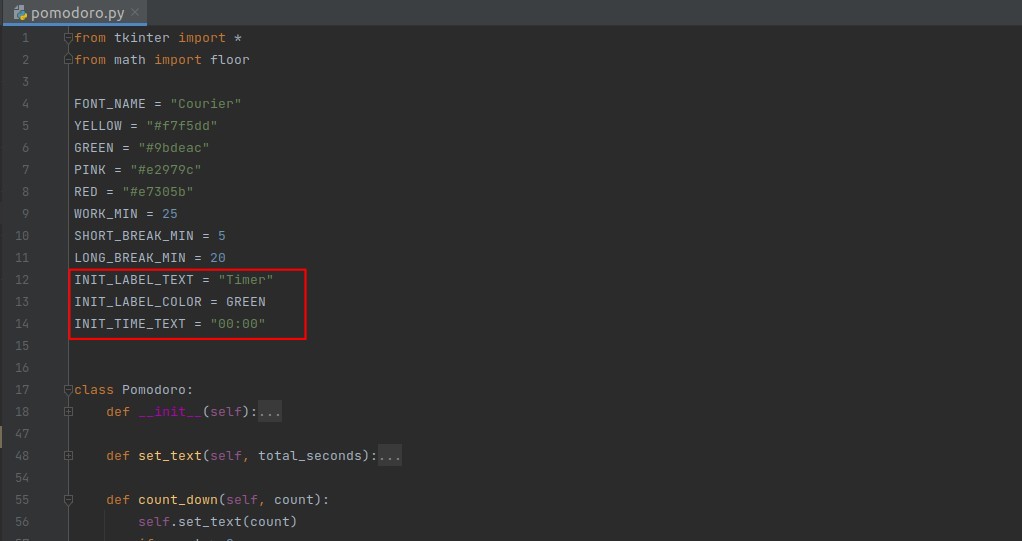 pomodoro.py
1 from tkinter import *
2 from math import floor
3
4 FONT_NAME = "Courier"
5 YELLOW = "#f7f5dd"
6 GREEN = "#9bdeac"
7 PINK = "#e2979c"
8 RED = "#e7305b"
9 WORK_MIN = 25
10 SHORT_BREAK_MIN = 5
11 LONG_BREAK_MIN = 20
12 INIT_LABEL_TEXT = "Timer"
13 INIT_LABEL_COLOR = GREEN
14 INIT_TIME_TEXT = "00:00"
15
16
17 class Pomodoro:
18 def __init__(self):...
47
48 def set_text(self, total_seconds):...
54
55 def count_down(self, count):
56 self.set_text(count)